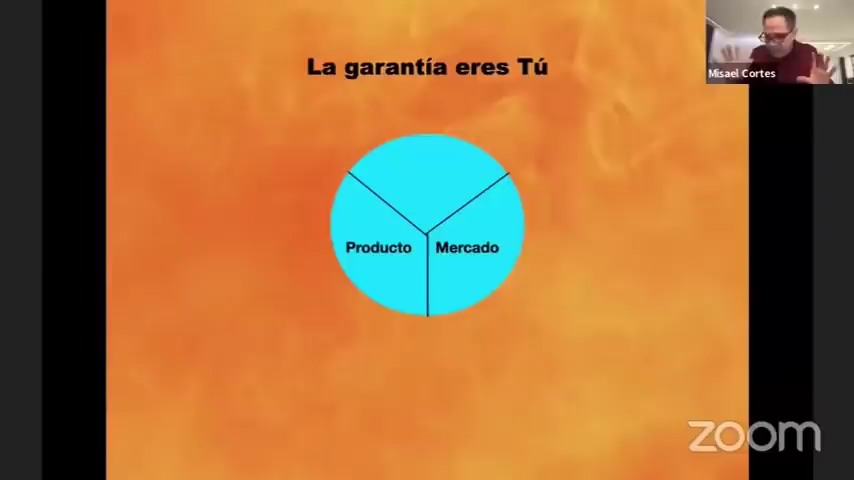 La garantía eres Tú
Misael Cortes
Producto
Mercado
zoom